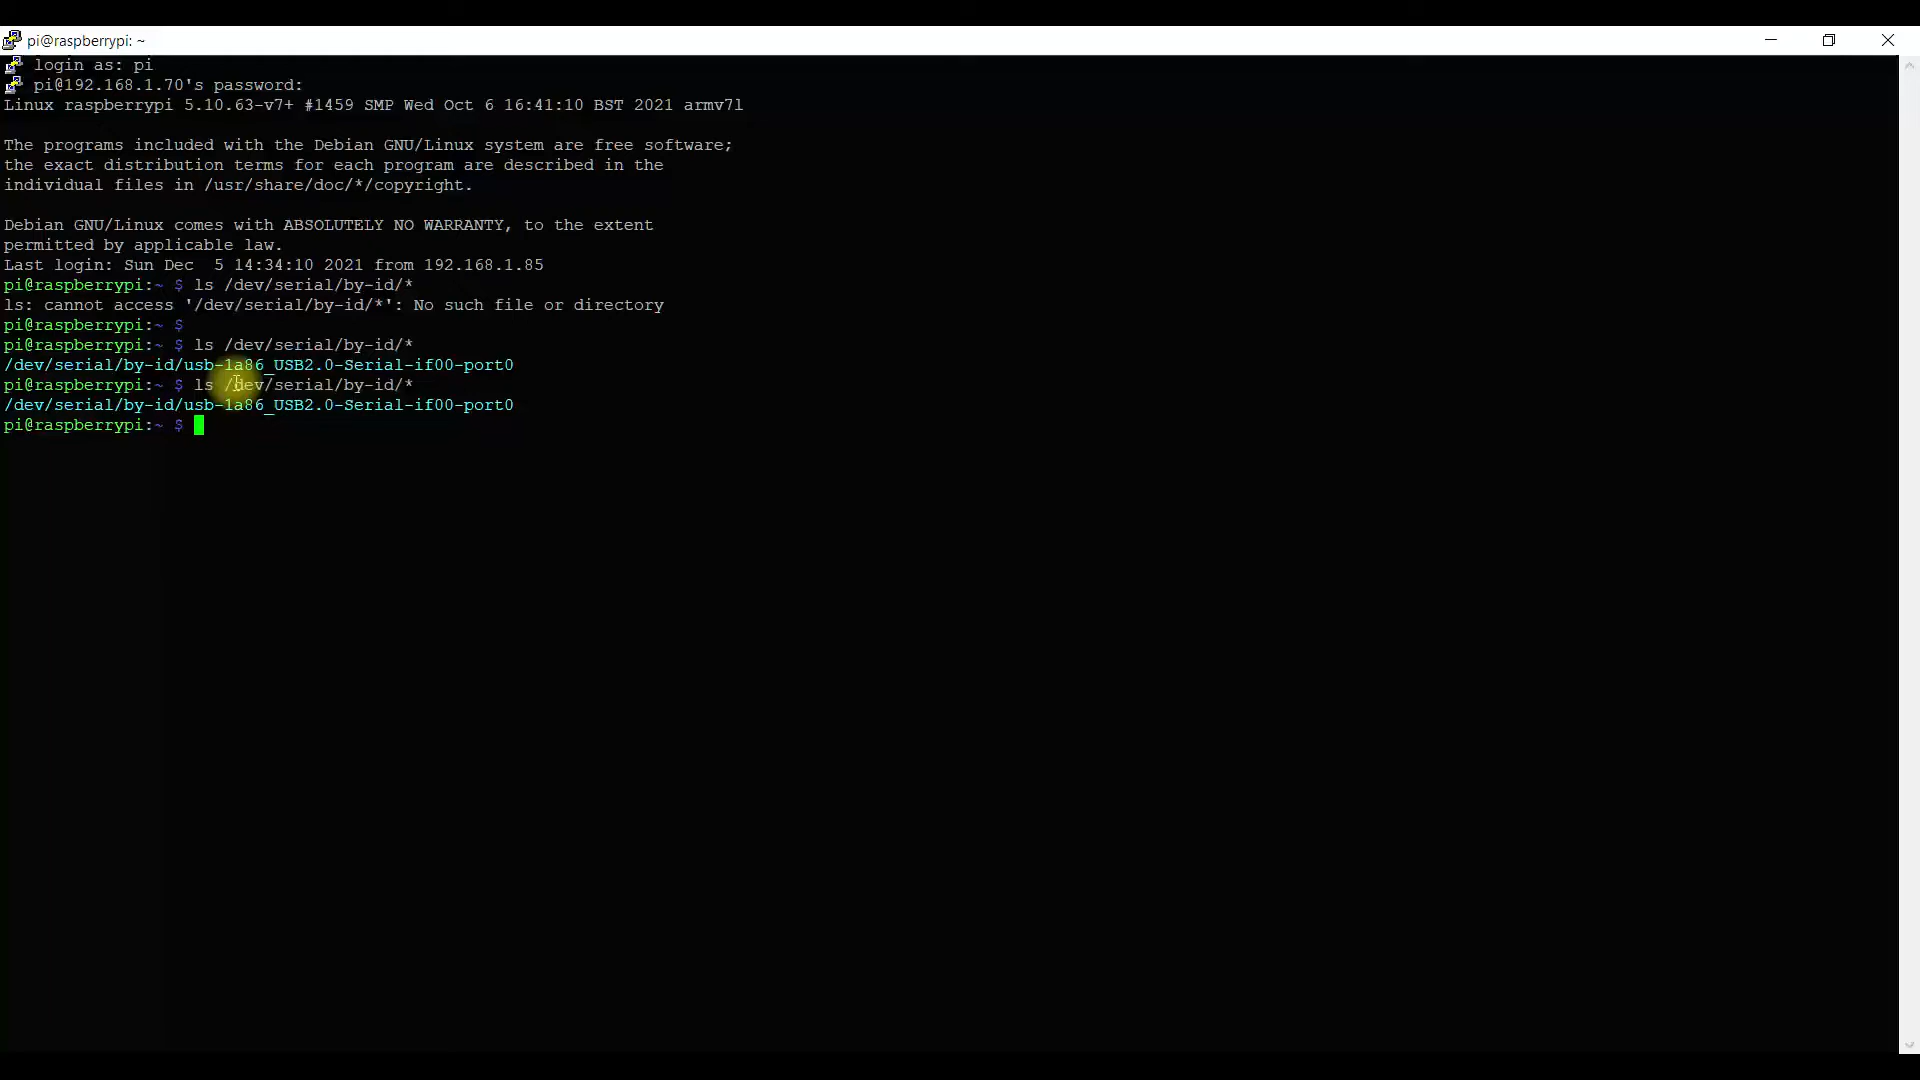 pi@raspberrypi: ~
login as: pi
pi@192.168.1.70's password:
Linux raspberrypi 5.10.63-v7+ #1459 SMP Wed Oct 6 16:41:10 BST 2021 armv7l
The programs included with the Debian GNU/Linux system are free software;
the exact distribution terms for each program are described in the
individual files in /usr/share/doc/*/copyright.
Debian GNU/Linux comes with ABSOLUTELY NO WARRANTY, to the extent
permitted by applicable law.
Last login: Sun Dec  5 14:34:10 2021 from 192.168.1.85
pi@raspberrypi:~ $ ls /dev/serial/by-id/*
ls: cannot access '/dev/serial/by-id/*': No such file or directory
pi@raspberrypi:~ $
pi@raspberrypi:~ $ ls /dev/serial/by-id/*
/dev/serial/by-id/usb-1a86_USB2.0-Serial-if00-port0
pi@raspberrypi:~ $ ls /dev/serial/by-id/*
/dev/serial/by-id/usb-1a86_USB2.0-Serial-if00-port0
pi@raspberrypi:~ $